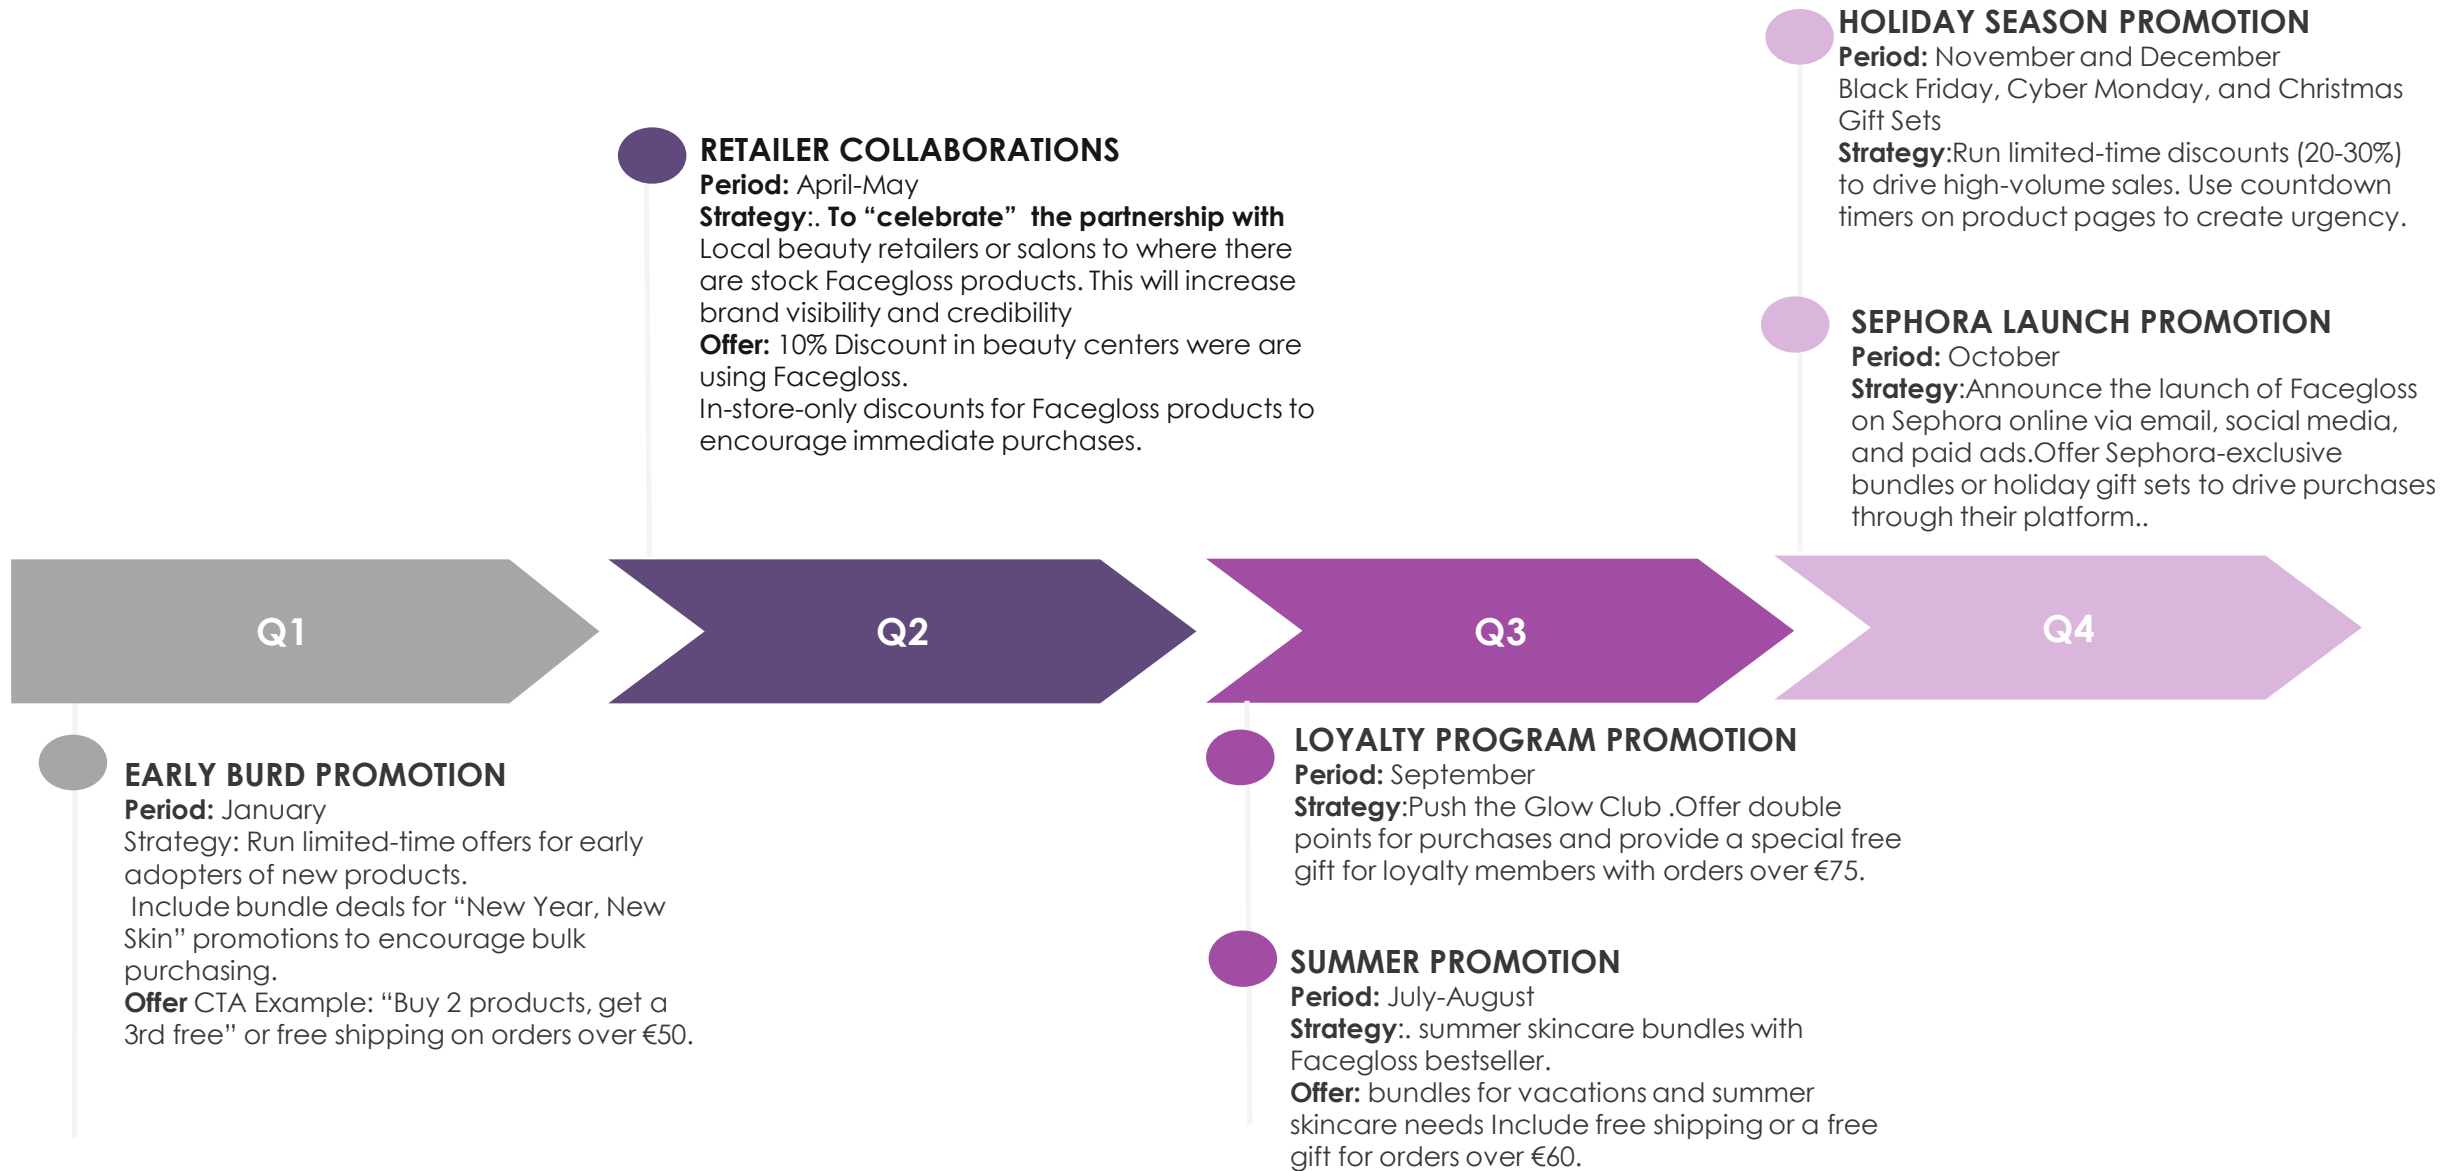 HOLIDAY SEASON PROMOTION
Period: November and December
Black Friday, Cyber Monday, and Christmas
Gift Sets
Strategy:Run limited-time discounts (20-30%)
to drive high-volume sales. Use countdown
timers on product pages to create urgency.
RETAILER COLLABORATIONS
Period: April-May
Strategy:. To “celebrate”  the partnership with
Local beauty retailers or salons to where there
are stock Facegloss products. This will increase
brand visibility and credibility
Offer: 10% Discount in beauty centers were are
using Facegloss.
In-store-only discounts for Facegloss products to
encourage immediate purchases.
SEPHORA LAUNCH PROMOTION
Period: October
Strategy:Announce the launch of Facegloss
on Sephora online via email, social media,
and paid ads.Offer Sephora-exclusive
bundles or holiday gift sets to drive purchases
through their platform..
Q1
Q2
Q3
Q4
EARLY BURD PROMOTION
Period: January
Strategy: Run limited-time offers for early
adopters of new products.
Include bundle deals for “New Year, New
Skin” promotions to encourage bulk
purchasing.
Offer CTA Example: “Buy 2 products, get a
3rd free” or free shipping on orders over €50.
LOYALTY PROGRAM PROMOTION
Period: September
Strategy:Push the Glow Club .Offer double
points for purchases and provide a special free
gift for loyalty members with orders over €75.
SUMMER PROMOTION
Period: July-August
Strategy:. summer skincare bundles with
Facegloss bestseller.
Offer: bundles for vacations and summer
skincare needs Include free shipping or a free
gift for orders over €60.